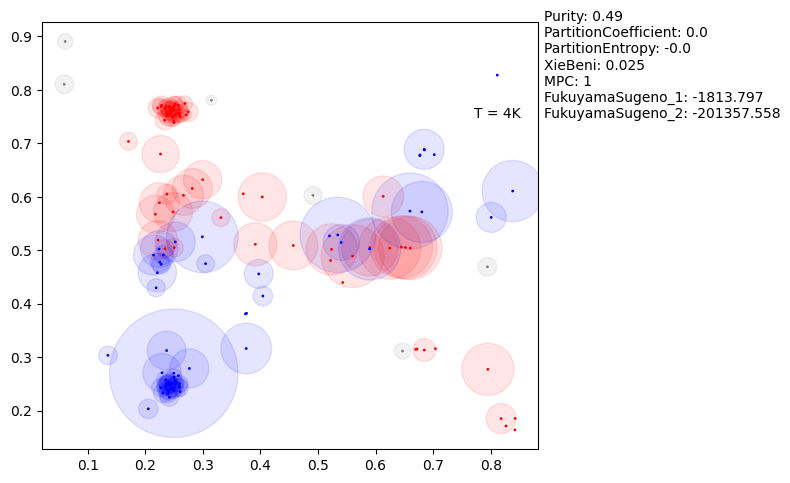 Purity: 0.49
PartitionCoefficient: 0.0
PartitionEntropy: -0.0
XieBeni: 0.025
MPC: 1
FukuyamaSugeno_1: -1813.797
FukuyamaSugeno_2: -201357.558
T = 4K
0.9
0.8
0.7
0.6
0.5
0.4
0.3
0.2
0.1 0.2 0.3 0.4 0.5 0.6 0.7 0.8